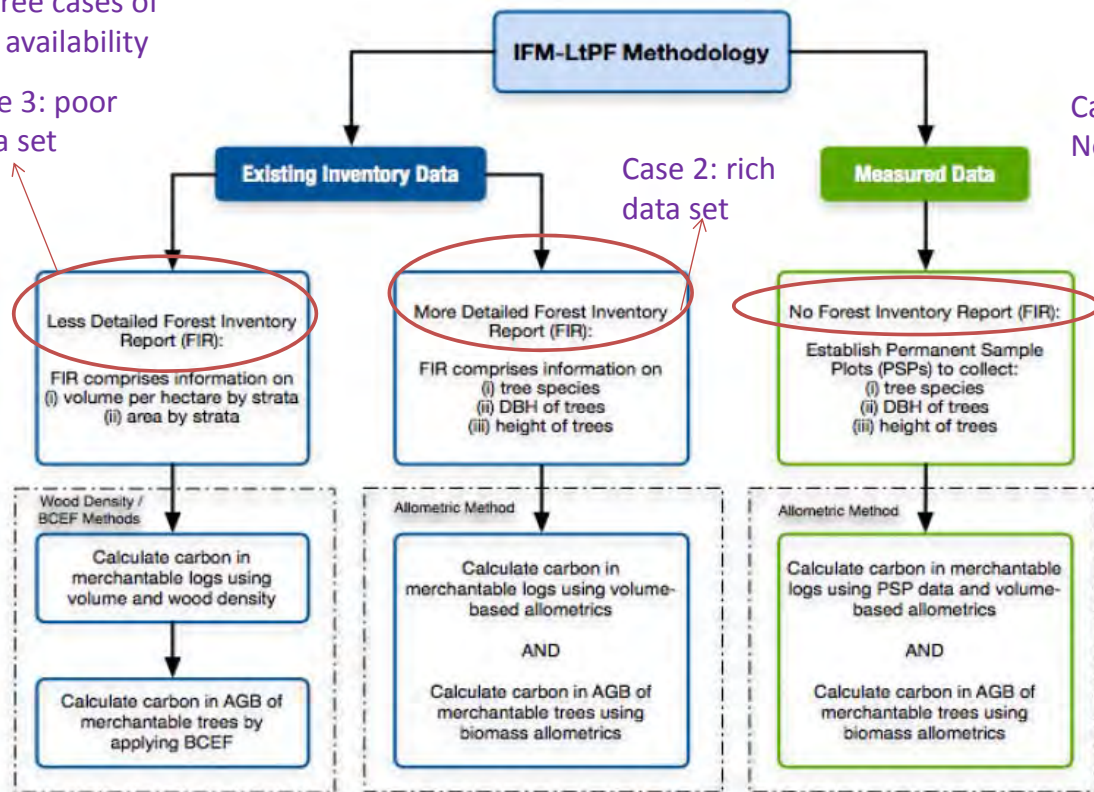 ree cases of
availability
IFM-LtPF Methodology
e 3: poor
a set
Ca
No
Existing Inventory Data
Case 2: rich
data set
Measured Data
Less Detailed Forest Inventory
Report (FIR):
FIR comprises information on
(i) volume per hectare by strata
(ii) area by strata
More Detailed Forest Inventory
Report (FIR):
FIR comprises information on
(i) tree species
(ii) DBH of trees
(iii) height of trees
No Forest Inventory Report (FIR):
Establish Permanent Sample
Plots (PSPs) to collect:
(i) tree species
(ii) DBH of trees
(iii) height of trees
Wood Density /
BCEF Methods
Calculate carbon in
merchantable logs using
volume and wood density
Calculate carbon in AGB of
merchantable trees by
applying BCEF
Allometric Method
Calculate carbon in
merchantable logs using volume-
based allometrics
AND
Calculate carbon in AGB of
merchantable trees using
biomass allometrics
Allometric Method
Calculate carbon in merchantable
logs using PSP data and volume-
based allometrics
AND
Calculate carbon in AGB of
merchantable trees using
biomass allometrics